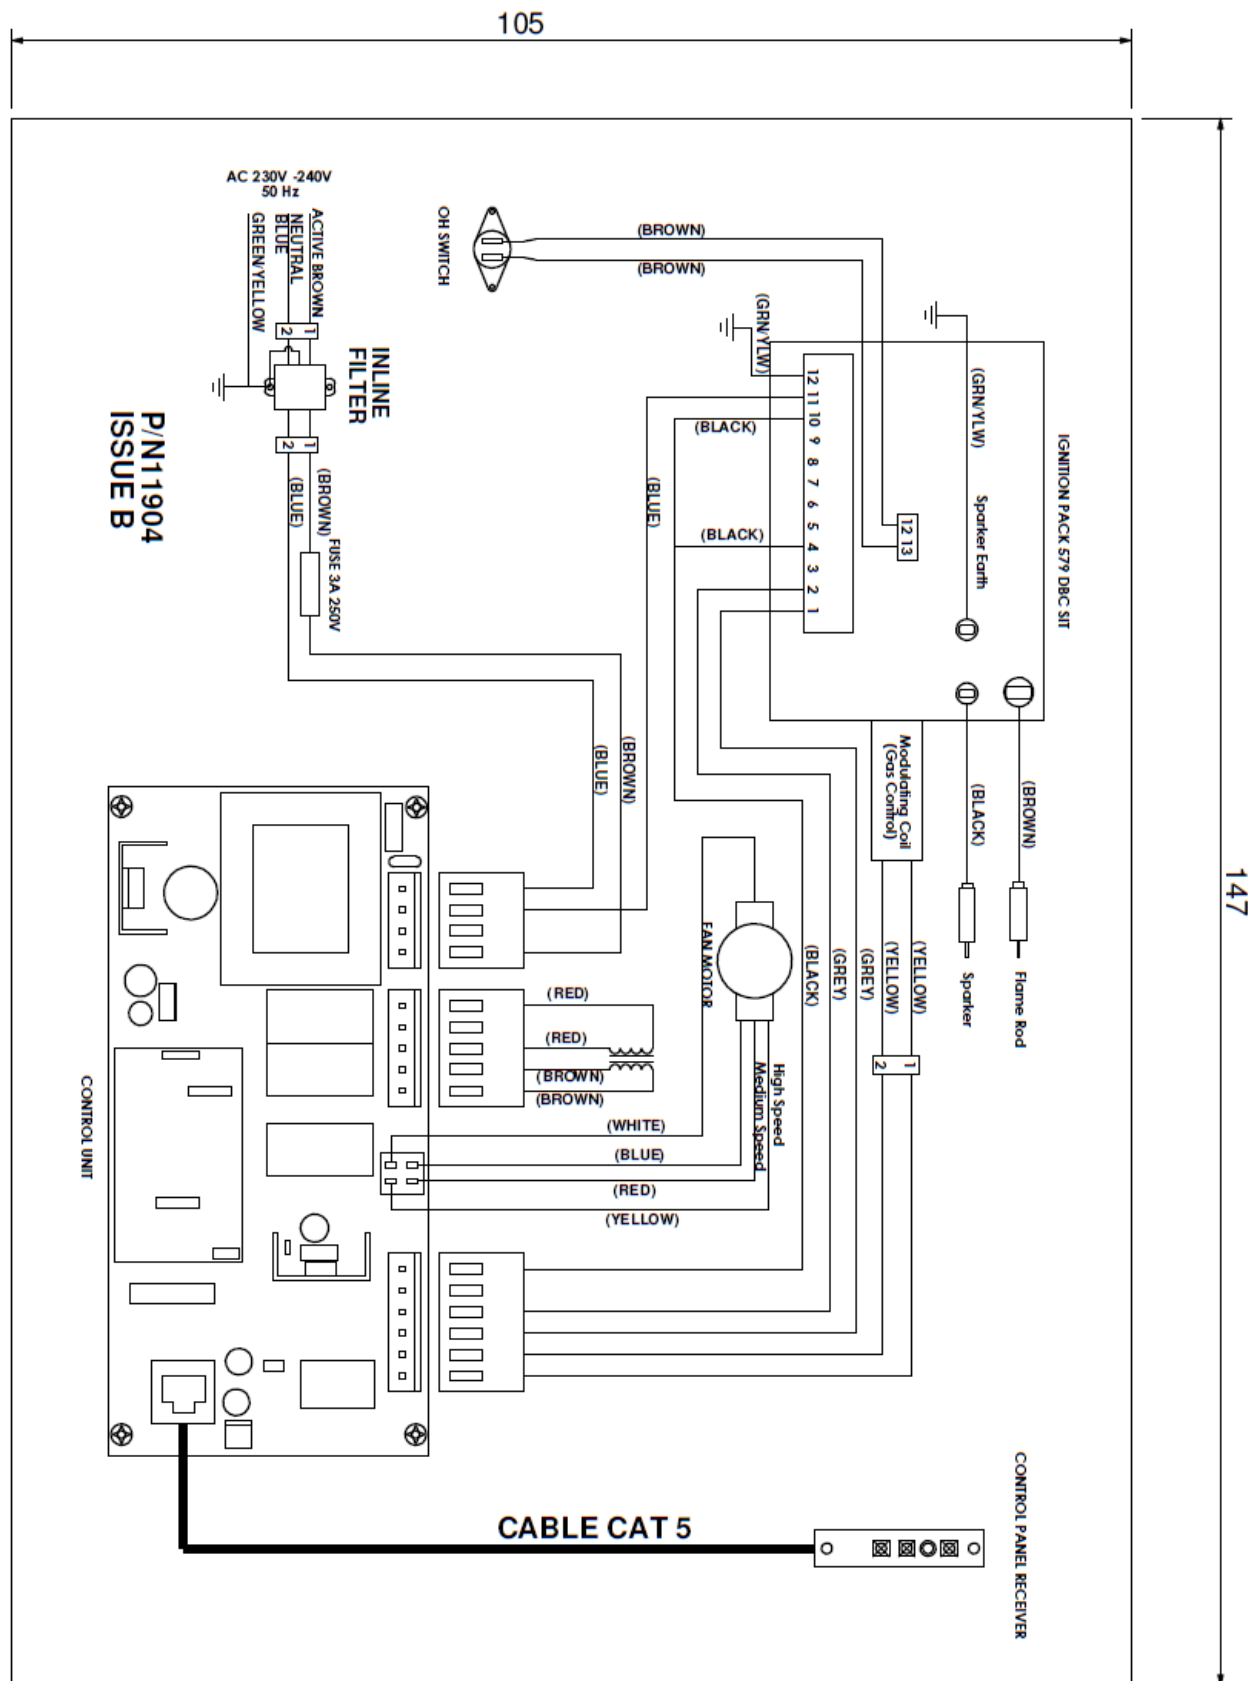 105
147
AC 230V -240V
50 Hz
ACTIVE BROWN
NEUTRAL
BLUE
GREEN/YELLOW
1
2
INLINE
FILTER
1
2
(BROWN)
(BLUE)
FUSE 3A 250V
P/N11904
ISSUE B
OH SWITCH
(BROWN)
(BROWN)
(GRN/YLW)
12 11 10 9 8 7 6 5 4 3 2 1
(BLACK)
(BLUE)
(BLACK)
12 13
(GRN/YLW)
Sparker Earth
IGNITION PACK 579 DBC SIT
(BROWN)
(BLUE)
Modulating Coil
(Gas Control)
(BLACK)
(BROWN)
Sparker
Flame Rod
FAN MOTOR
(BLACK)
(GREY)
(GREY)
(YELLOW)
(YELLOW)
1
2
High Speed
Medium Speed
(RED)
(RED)
(BROWN)
(BROWN)
(WHITE)
(BLUE)
(RED)
(YELLOW)
CONTROL UNIT
CABLE CAT 5
CONTROL PANEL RECEIVER